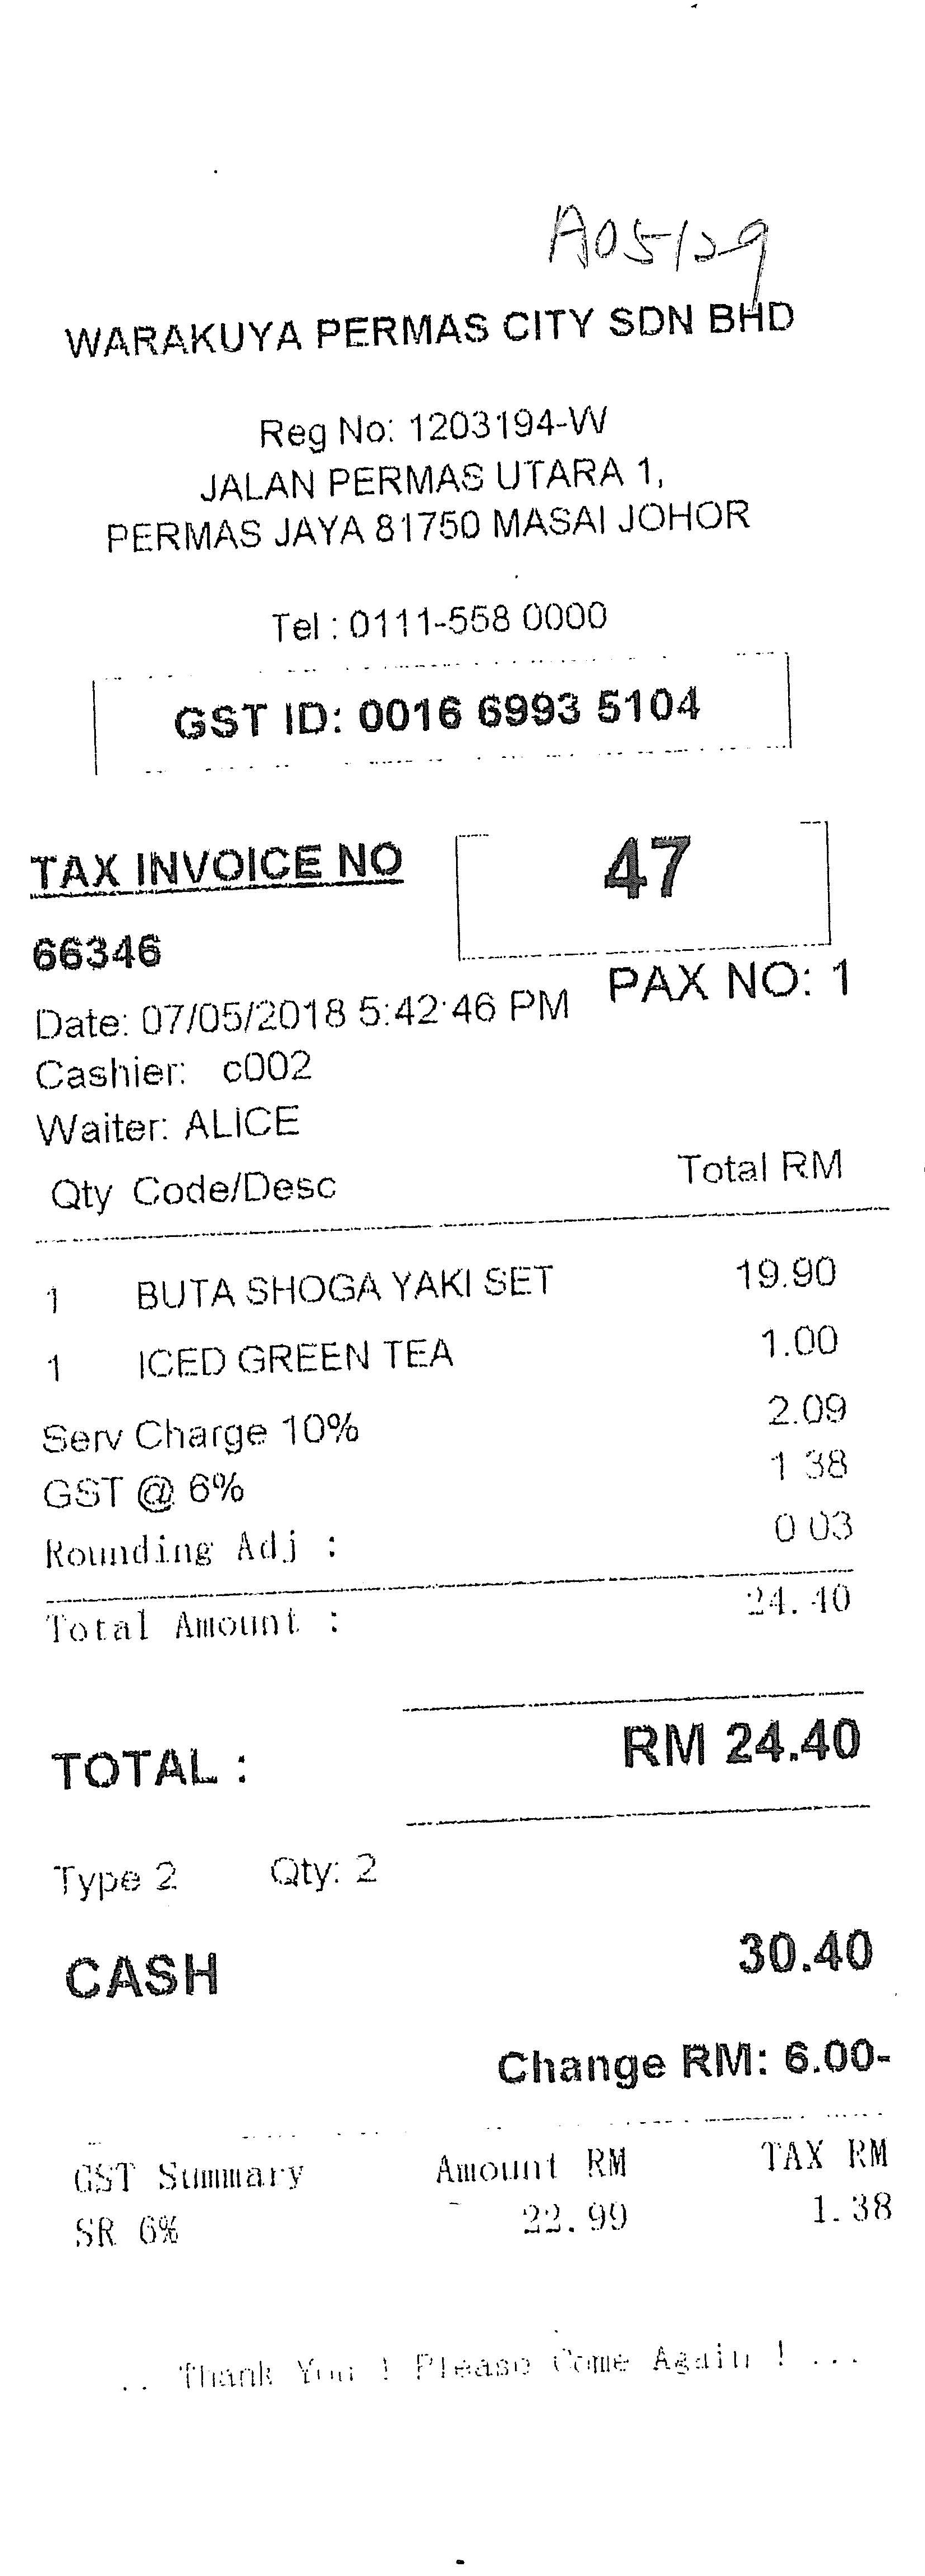 A05129
WARAKUYA PERMAS CITY SDN BHD
Reg No: 1203194-W
JALAN PERMAS UTARA 1,
PERMAS JAYA 81750 MASAI JOHOR
Tel : 0111-558 0000
GST ID: 0016 6993 5104
TAX INVOICE NO
47
66346
PAX NO: 1
Date: 07/05/2018 5:42:46 PM
Cashier: c002
Waiter: ALICE
Qty Code/Desc Total RM
1 BUTA SHOGA YAKI SET 19.90
1 ICED GREEN TEA 1.00
Serv Charge 10% 2.09
GST @ 6% 1.38
Rounding Adj : 0.03
Total Amount : 24.40
TOTAL : RM 24.40
Type 2 Qty: 2
CASH 30.40
Change RM: 6.00-
GST Summary Amount RM TAX RM
SR 6% 22.99 1.38
.. Thank You ! Please Come Again ! ...